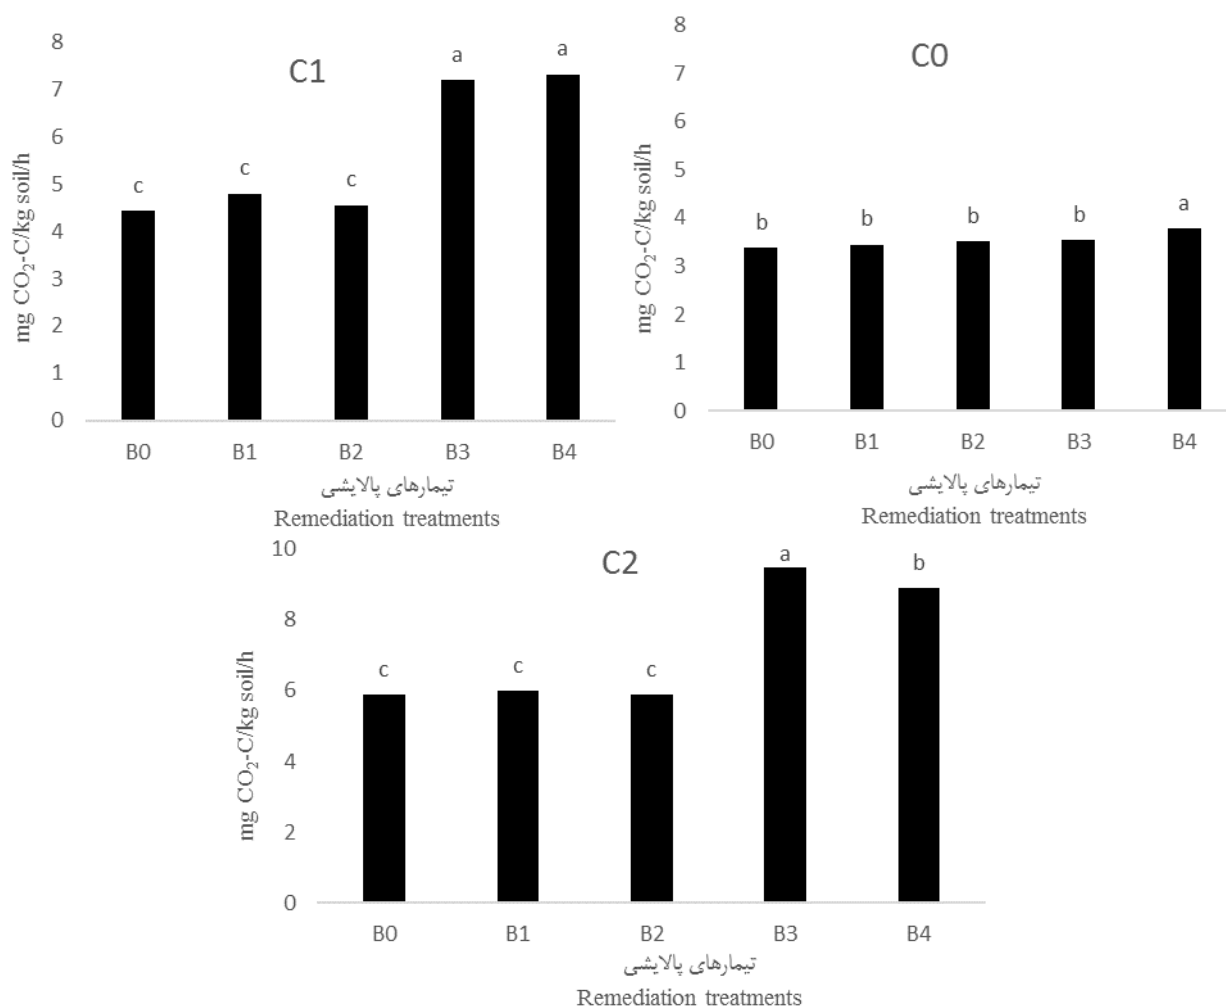 C1
mg CO₂-C/kg soil/h
8
7
6
5
4
3
2
1
0
c
c
c
a
a
B0 B1 B2 B3 B4
تیمارهای پالایشی
Remediation treatments
C0
mg CO₂-C/kg soil/h
8
7
6
5
4
3
2
1
0
b
b
b
b
a
B0 B1 B2 B3 B4
تیمارهای پالایشی
Remediation treatments
C2
mg CO₂-C/kg soil/h
10
8
6
4
2
0
c
c
c
a
b
B0 B1 B2 B3 B4
تیمارهای پالایشی
Remediation treatments